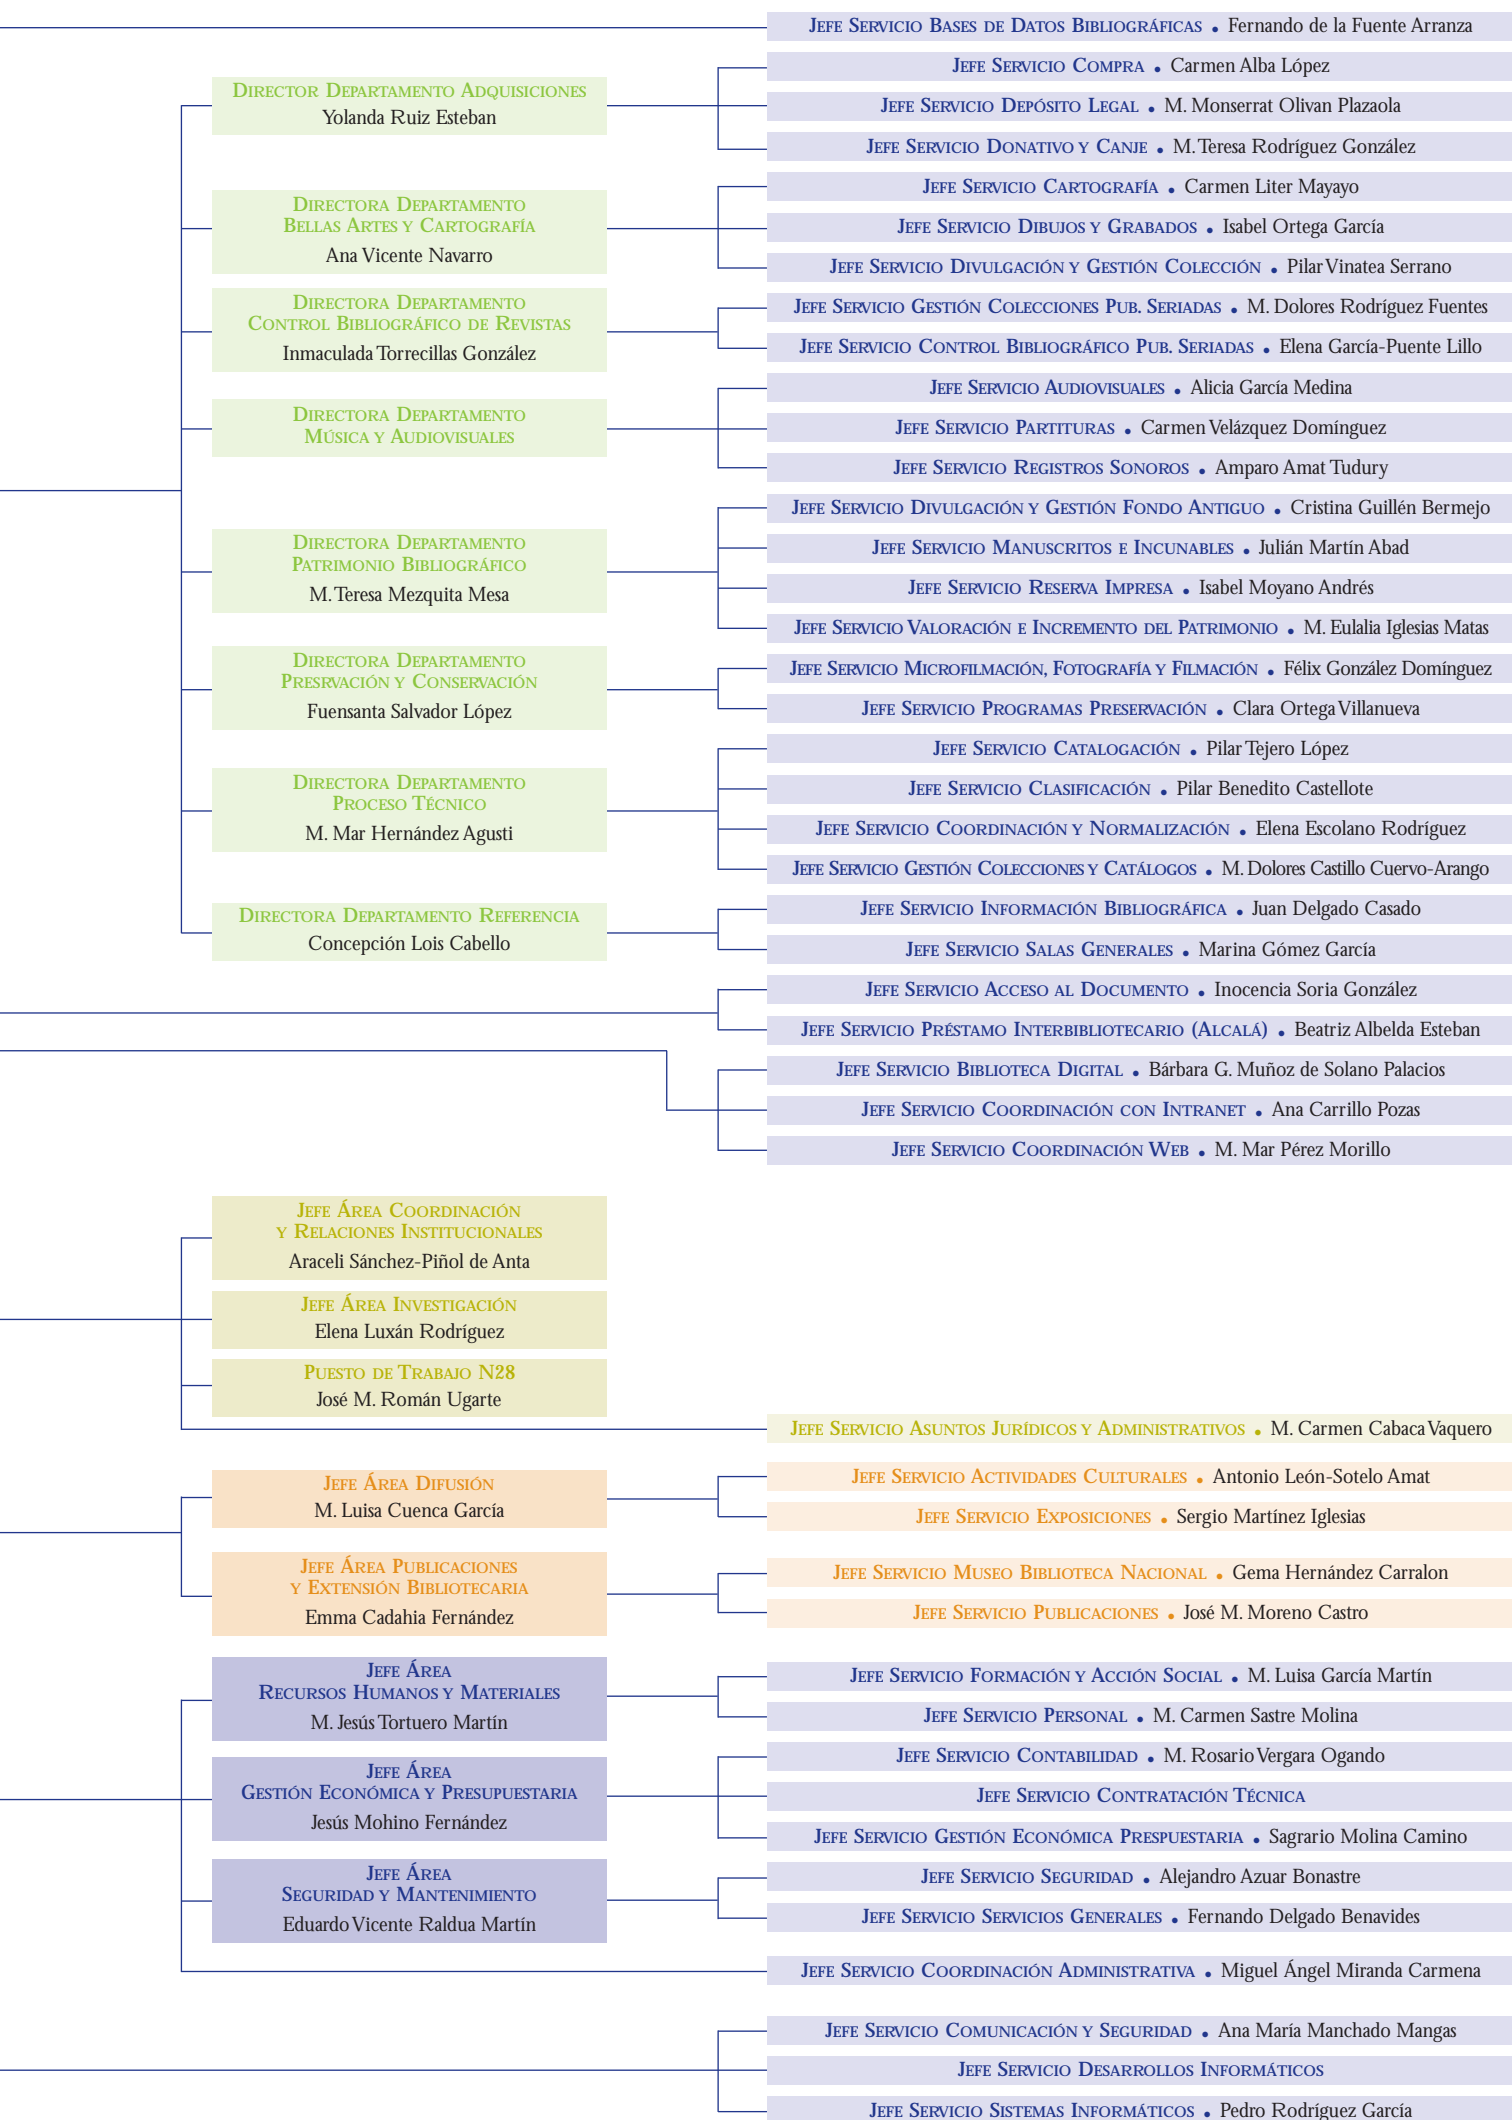 Jefe Servicio Bases de Datos Bibliográficas • Fernando de la Fuente Arranza
Director Departamento Adquisiciones
Yolanda Ruiz Esteban
Jefe Servicio Compra • Carmen Alba López
Jefe Servicio Depósito Legal • M. Monserrat Olivan Plazaola
Jefe Servicio Donativo y Canje • M. Teresa Rodríguez González
Directora Departamento
Bellas Artes y Cartografía
Ana Vicente Navarro
Jefe Servicio Cartografía • Carmen Liter Mayayo
Jefe Servicio Dibujos y Grabados • Isabel Ortega García
Jefe Servicio Divulgación y Gestión Colección • Pilar Vinatea Serrano
Directora Departamento
Control Bibliográfico de Revistas
Inmaculada Torrecillas González
Jefe Servicio Gestión Colecciones Pub. Seriadas • M. Dolores Rodríguez Fuentes
Jefe Servicio Control Bibliográfico Pub. Seriadas • Elena García-Puente Lillo
Directora Departamento
Música y Audiovisuales
Jefe Servicio Audiovisuales • Alicia García Medina
Jefe Servicio Partituras • Carmen Velázquez Domínguez
Jefe Servicio Registros Sonoros • Amparo Amat Tudury
Directora Departamento
Patrimonio Bibliográfico
M. Teresa Mezquita Mesa
Jefe Servicio Divulgación y Gestión Fondo Antiguo • Cristina Guillén Bermejo
Jefe Servicio Manuscritos e Incunables • Julián Martín Abad
Jefe Servicio Reserva Impresa • Isabel Moyano Andrés
Jefe Servicio Valoración e Incremento del Patrimonio • M. Eulalia Iglesias Matas
Directora Departamento
Presrvación y Conservación
Fuensanta Salvador López
Jefe Servicio Microfilmación, Fotografía y Filmación • Félix González Domínguez
Jefe Servicio Programas Preservación • Clara Ortega Villanueva
Directora Departamento
Proceso Técnico
M. Mar Hernández Agusti
Jefe Servicio Catalogación • Pilar Tejero López
Jefe Servicio Clasificación • Pilar Benedito Castellote
Jefe Servicio Coordinación y Normalización • Elena Escolano Rodríguez
Jefe Servicio Gestión Colecciones y Catálogos • M. Dolores Castillo Cuervo-Arango
Directora Departamento Referencia
Concepción Lois Cabello
Jefe Servicio Información Bibliográfica • Juan Delgado Casado
Jefe Servicio Salas Generales • Marina Gómez García
Jefe Servicio Acceso al Documento • Inocencia Soria González
Jefe Servicio Préstamo Interbibliotecario (Alcalá) • Beatriz Albelda Esteban
Jefe Servicio Biblioteca Digital • Bárbara G. Muñoz de Solano Palacios
Jefe Servicio Coordinación con Intranet • Ana Carrillo Pozas
Jefe Servicio Coordinación Web • M. Mar Pérez Morillo
Jefe Área Coordinación
y Relaciones Institucionales
Araceli Sánchez-Piñol de Anta
Jefe Área Investigación
Elena Luxán Rodríguez
Puesto de Trabajo N28
José M. Román Ugarte
Jefe Servicio Asuntos Jurídicos y Administrativos • M. Carmen Cabaca Vaquero
Jefe Área Difusión
M. Luisa Cuenca García
Jefe Servicio Actividades Culturales • Antonio León-Sotelo Amat
Jefe Servicio Exposiciones • Sergio Martínez Iglesias
Jefe Área Publicaciones
y Extensión Bibliotecaria
Emma Cadahia Fernández
Jefe Servicio Museo Biblioteca Nacional • Gema Hernández Carralon
Jefe Servicio Publicaciones • José M. Moreno Castro
Jefe Área
Recursos Humanos y Materiales
M. Jesús Tortuero Martín
Jefe Servicio Formación y Acción Social • M. Luisa García Martín
Jefe Servicio Personal • M. Carmen Sastre Molina
Jefe Área
Gestión Económica y Presupuestaria
Jesús Mohino Fernández
Jefe Servicio Contabilidad • M. Rosario Vergara Ogando
Jefe Servicio Contratación Técnica
Jefe Servicio Gestión Económica Prespuestaria • Sagrario Molina Camino
Jefe Área
Seguridad y Mantenimiento
Eduardo Vicente Raldua Martín
Jefe Servicio Seguridad • Alejandro Azuar Bonastre
Jefe Servicio Servicios Generales • Fernando Delgado Benavides
Jefe Servicio Coordinación Administrativa • Miguel Ángel Miranda Carmena
Jefe Servicio Comunicación y Seguridad • Ana María Manchado Mangas
Jefe Servicio Desarrollos Informáticos
Jefe Servicio Sistemas Informáticos • Pedro Rodríguez García